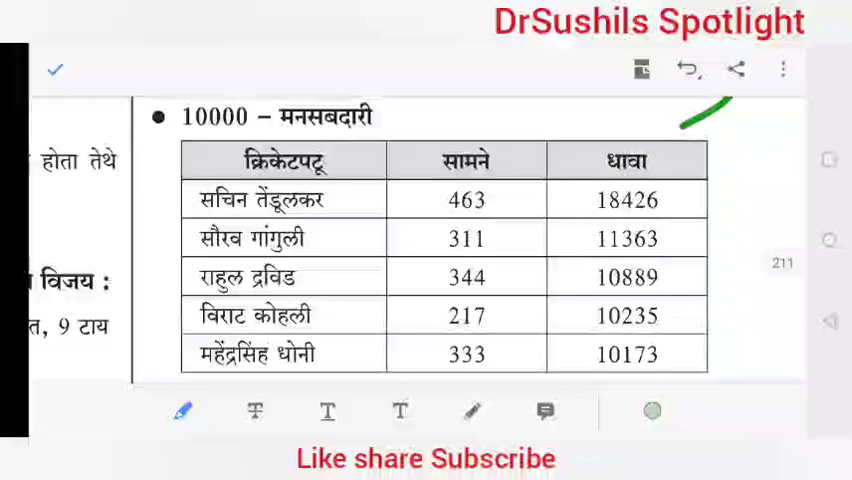 DrSushils Spotlight
10000 – मनसबदारी
होता तेथे
विजय :
त, 9 टाय
क्रिकेटपटू सामने धावा
सचिन तेंडूलकर 463 18426
सौरव गांगुली 311 11363
राहुल द्रविड 344 10889
विराट कोहली 217 10235
महेंद्रसिंह धोनी 333 10173
211
T T T
Like share Subscribe